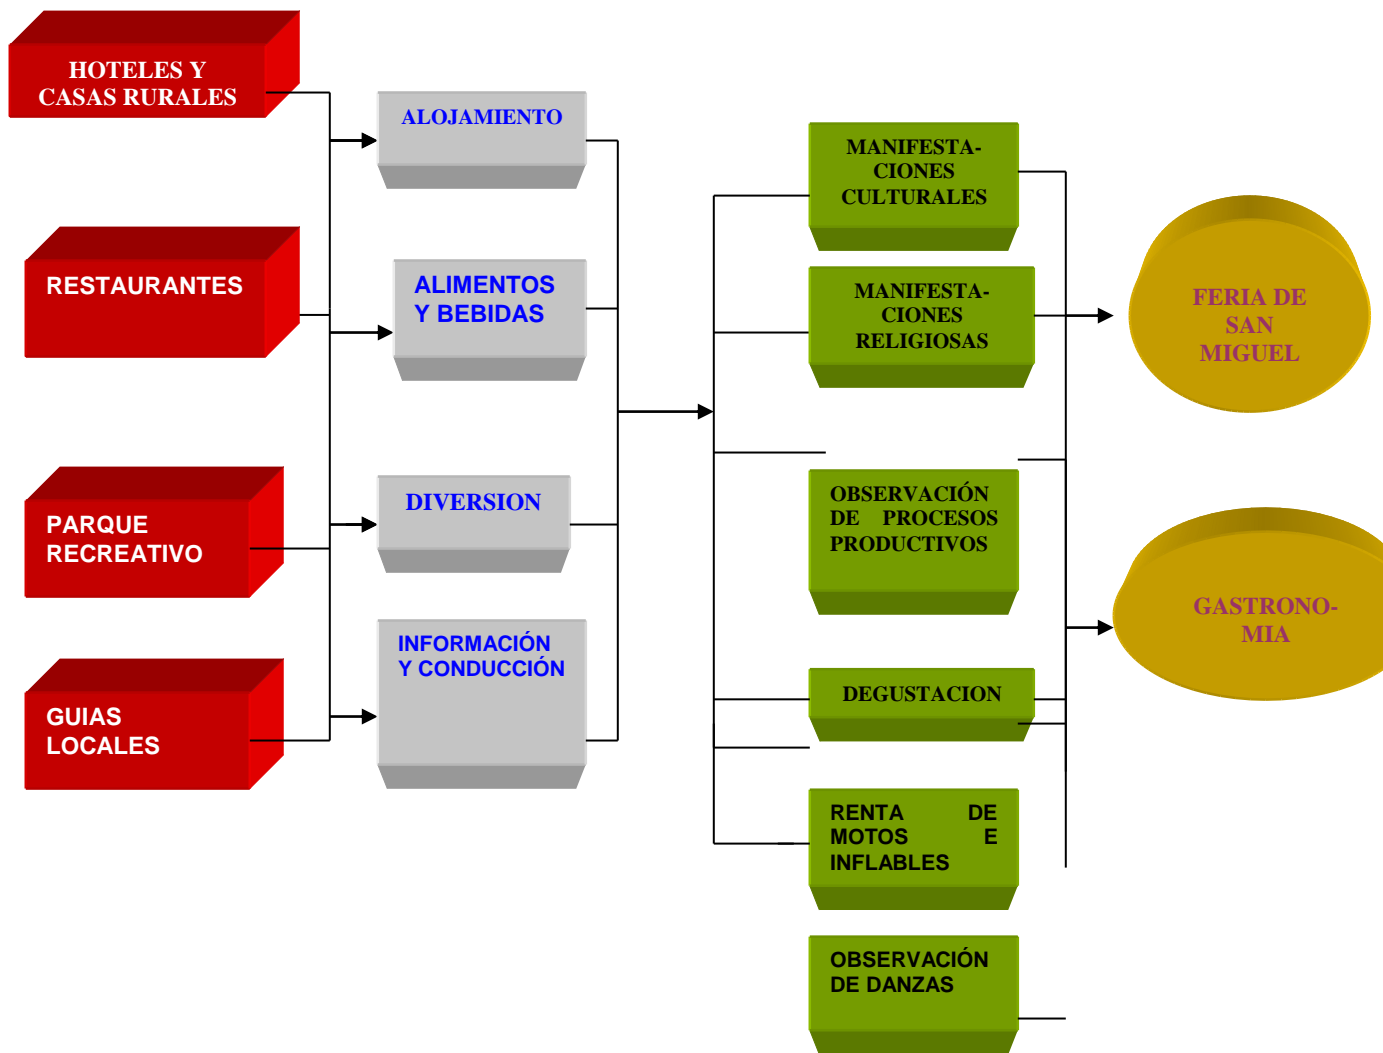 HOTELES Y
CASAS RURALES
RESTAURANTES
PARQUE
RECREATIVO
GUIAS
LOCALES
ALOJAMIENTO
ALIMENTOS
Y BEBIDAS
DIVERSION
INFORMACIÓN
Y CONDUCCIÓN
MANIFESTA-
CIONES
CULTURALES
MANIFESTA-
CIONES
RELIGIOSAS
OBSERVACIÓN
DE PROCESOS
PRODUCTIVOS
DEGUSTACION
RENTA DE
MOTOS E
INFLABLES
OBSERVACIÓN
DE DANZAS
FERIA DE
SAN
MIGUEL
GASTRONO-
MIA